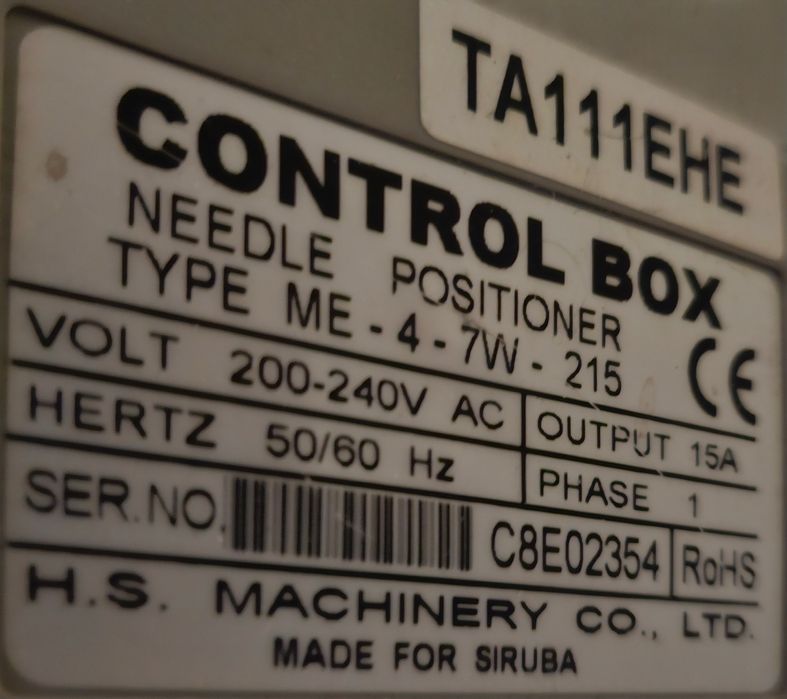 TA111EHE
CONTROL BOX
NEEDLE POSITIONER
TYPE ME - 4 - 7W - 215
CE
VOLT 200-240V AC OUTPUT 15A
HERTZ 50/60 Hz PHASE 1
SER.NO. C8E02354 RoHS
H.S. MACHINERY CO., LTD.
MADE FOR SIRUBA